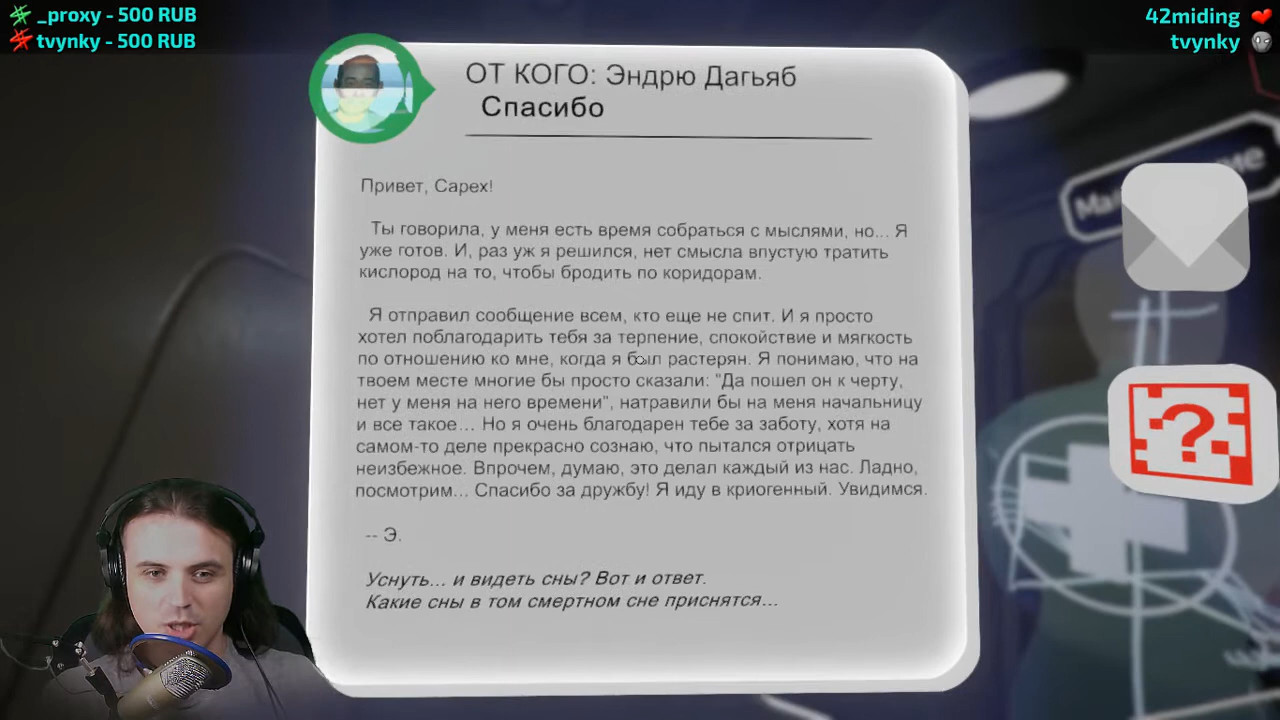 _proxy - 500 RUB
tvynky - 500 RUB
42miding
tvynky
ОТ КОГО: Эндрю Дагьяб
Спасибо
Привет, Сарех!
Ты говорила, у меня есть время собраться с мыслями, но... Я
уже готов. И, раз уж я решился, нет смысла впустую тратить
кислород на то, чтобы бродить по коридорам.
Я отправил сообщение всем, кто еще не спит. И я просто
хотел поблагодарить тебя за терпение, спокойствие и мягкость
по отношению ко мне, когда я был растерян. Я понимаю, что на
твоем месте многие бы просто сказали: "Да пошел он к черту,
нет у меня на него времени", натравили бы на меня начальницу
и все такое... Но я очень благодарен тебе за заботу, хотя на
самом-то деле прекрасно сознаю, что пытался отрицать
неизбежное. Впрочем, думаю, это делал каждый из нас. Ладно,
посмотрим... Спасибо за дружбу! Я иду в криогенный. Увидимся.
-- Э.
Уснуть... и видеть сны? Вот и ответ.
Какие сны в том смертном сне приснятся...
?